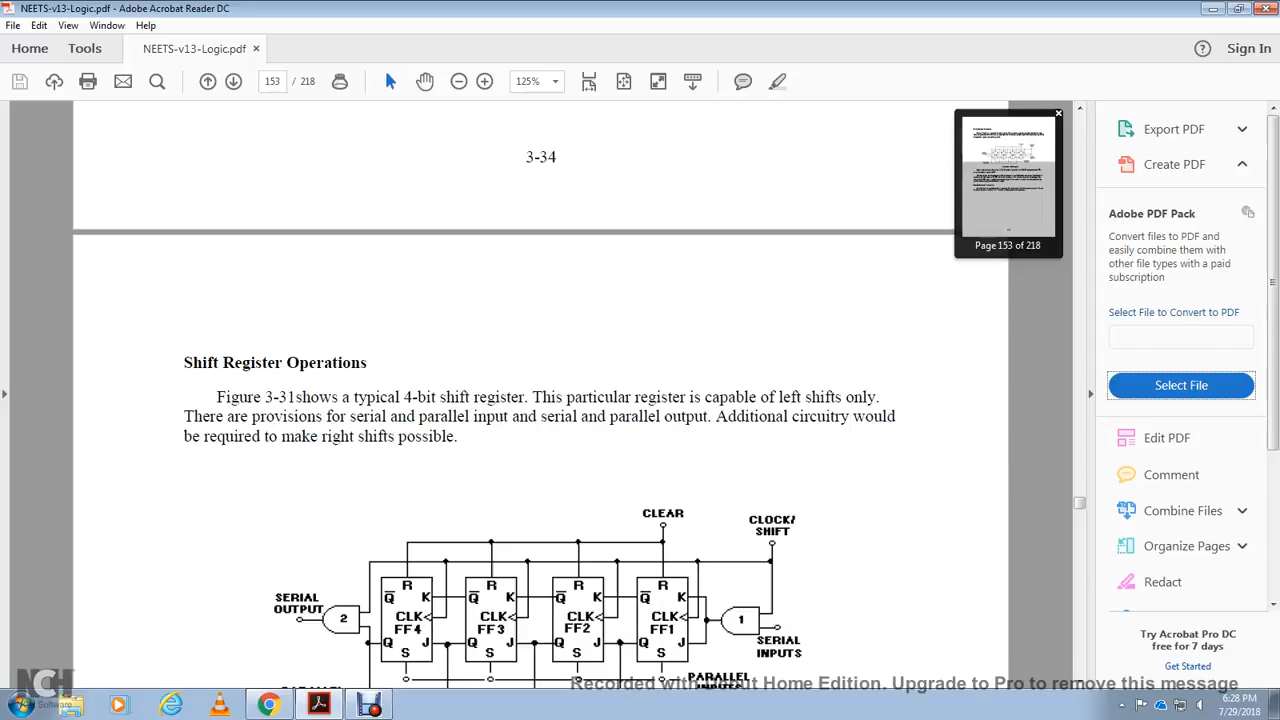 NEETS-v13-Logic.pdf - Adobe Acrobat Reader DC
File Edit View Window Help
Home Tools NEETS-v13-Logic.pdf × Sign In
153 / 218 125%
3-34
Page 153 of 218
Shift Register Operations
Figure 3-31shows a typical 4-bit shift register. This particular register is capable of left shifts only.
There are provisions for serial and parallel input and serial and parallel output. Additional circuitry would
be required to make right shifts possible.
CLEAR
CLOCK/
SHIFT
SERIAL
OUTPUT
2
R
Q̅ K
CLK
FF4
Q J
S
R
Q̅ K
CLK
FF3
Q J
S
R
Q̅ K
CLK
FF2
Q J
S
R
Q̅ K
CLK
FF1
Q J
S
1
SERIAL
INPUTS
PARALLEL
Export PDF
Create PDF
Adobe PDF Pack
Convert files to PDF and
easily combine them with
other file types with a paid
subscription
Select File to Convert to PDF
Select File
Edit PDF
Comment
Combine Files
Organize Pages
Redact
Try Acrobat Pro DC
free for 7 days
Get Started
NCH
Software
Home Edition. Upgrade to Pro to remove this message
6:28 PM
7/29/2018